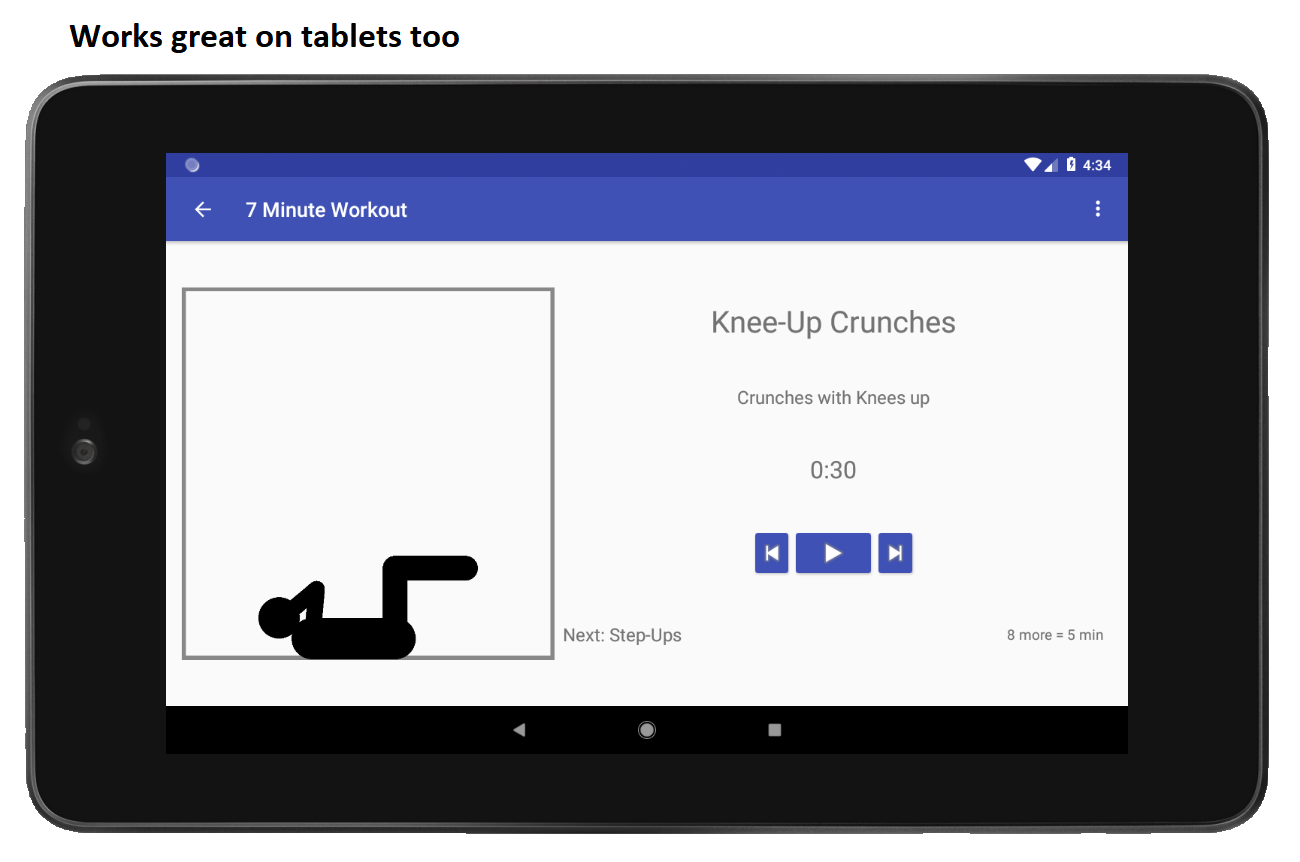 Works great on tablets too
4:34
7 Minute Workout
Knee-Up Crunches
Crunches with Knees up
0:30
Next: Step-Ups
8 more = 5 min